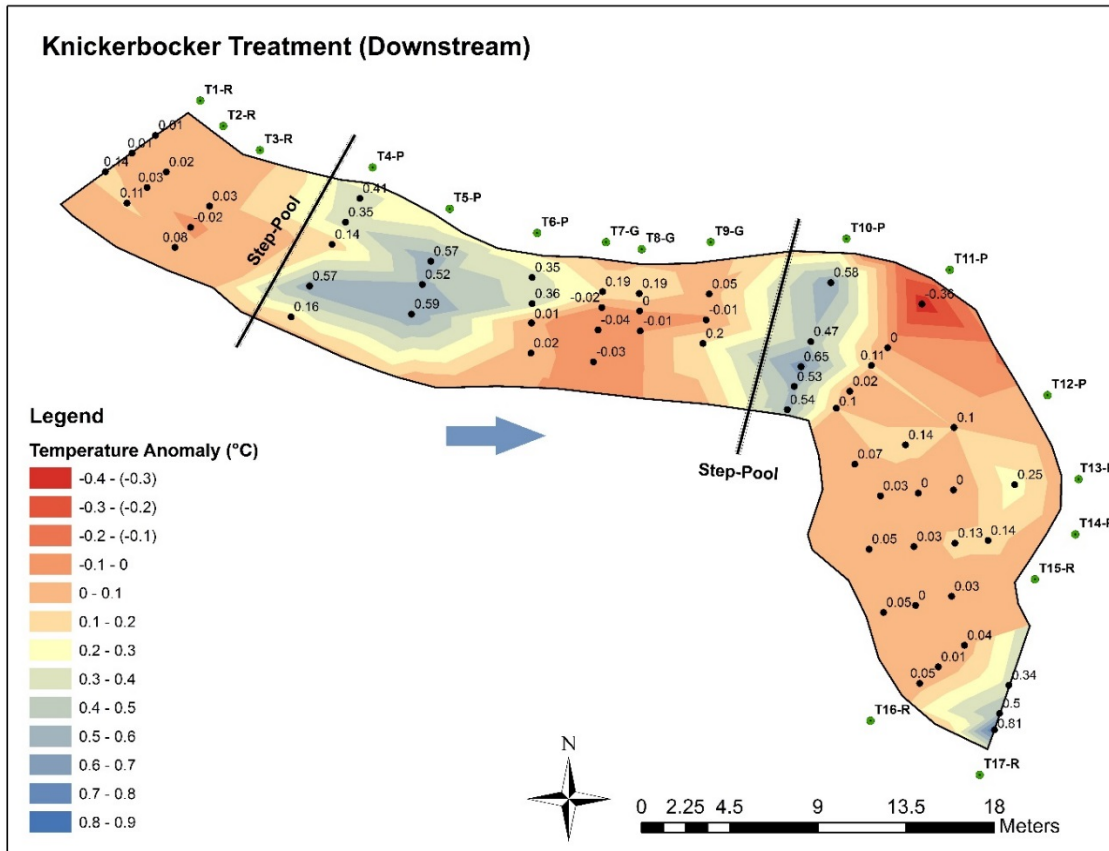 Knickerbocker Treatment (Downstream)
T1-R
T2-R
T3-R
T4-P
T5-P
T6-P
T7-G
T8-G
T9-G
T10-P
T11-P
T12-P
T14-P
T15-R
T16-R
T17-R
0.01
0.01
0.14
0.02
0.03
0.11
0.03
-0.02
0.08
Step-Pool
0.41
0.35
0.14
0.57
0.16
0.57
0.52
0.59
0.35
0.36
0.01
0.02
0.19
-0.02
-0.04
-0.03
0.19
0
-0.01
0.05
-0.01
0.2
0.58
0.47
0.65
0.53
0.54
Step-Pool
-0.36
0
0.11
0.02
0.1
0.1
0.14
0.07
0.25
0
0
0.03
0.14
0.13
0.03
0.05
0.03
0
0.05
0.04
0.01
0.05
0.34
0.5
0.81
Legend
Temperature Anomaly (°C)
-0.4 - (-0.3)
-0.3 - (-0.2)
-0.2 - (-0.1)
-0.1 - 0
0 - 0.1
0.1 - 0.2
0.2 - 0.3
0.3 - 0.4
0.4 - 0.5
0.5 - 0.6
0.6 - 0.7
0.7 - 0.8
0.8 - 0.9
N
0 2.25 4.5 9 13.5 18
Meters